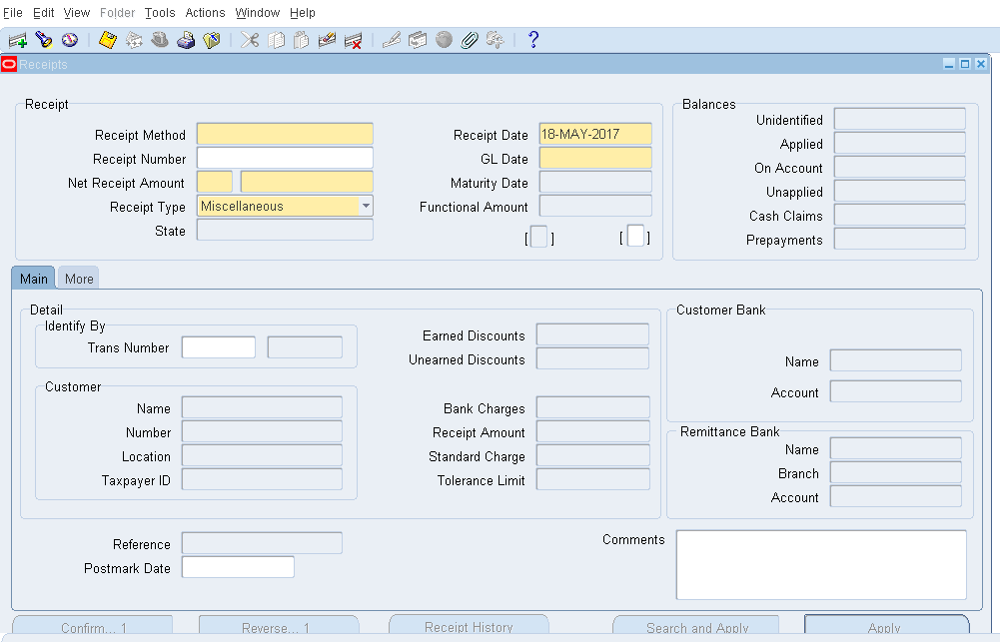 File Edit View Folder Tools Actions Window Help
?
Receipts
Receipt
Receipt Method
Receipt Number
Net Receipt Amount
Receipt Type Miscellaneous
State
Receipt Date 18-MAY-2017
GL Date
Maturity Date
Functional Amount
[ ] [ ]
Balances
Unidentified
Applied
On Account
Unapplied
Cash Claims
Prepayments
Main More
Detail
Identify By
Trans Number
Customer
Name
Number
Location
Taxpayer ID
Earned Discounts
Unearned Discounts
Bank Charges
Receipt Amount
Standard Charge
Tolerance Limit
Customer Bank
Name
Account
Remittance Bank
Name
Branch
Account
Reference
Postmark Date
Comments
Confirm... 1 Reverse... 1 Receipt History Search and Apply Apply